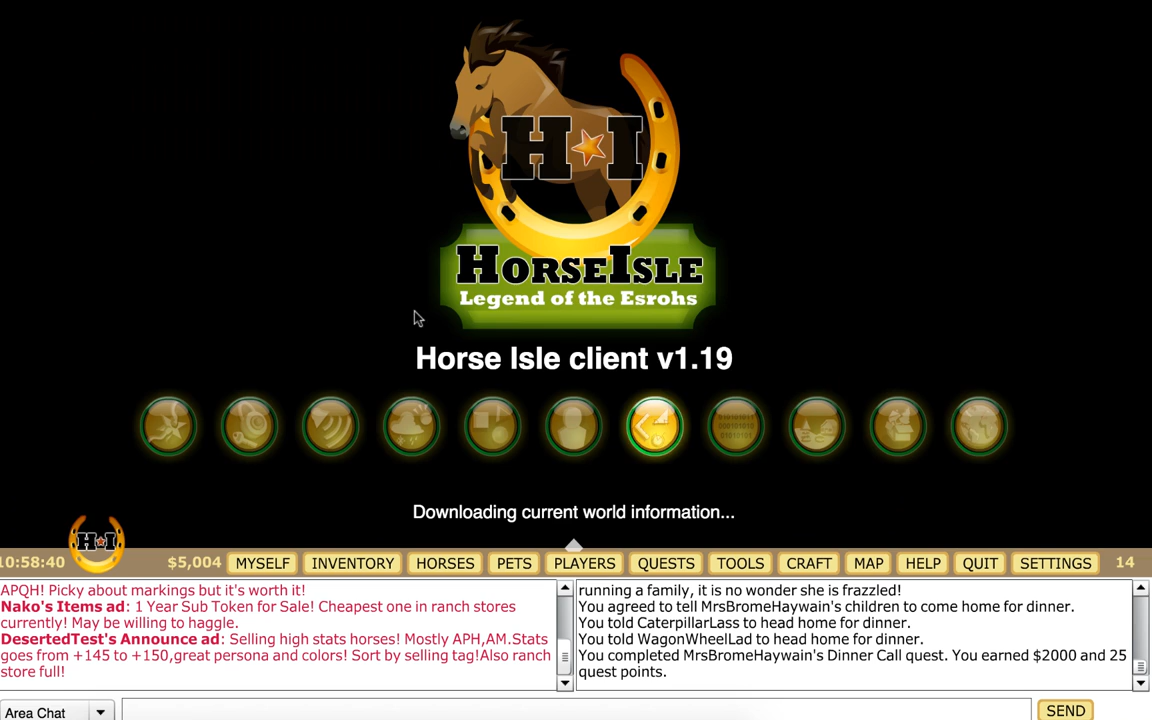 H★I
HORSEISLE
Legend of the Esrohs
Horse Isle client v1.19
Downloading current world information...
H★I
10:58:40
$5,004
MYSELF
INVENTORY
HORSES
PETS
PLAYERS
QUESTS
TOOLS
CRAFT
MAP
HELP
QUIT
SETTINGS
14
APQH! Picky about markings but it's worth it!
Nako's Items ad: 1 Year Sub Token for Sale! Cheapest one in ranch stores
currently! May be willing to haggle.
DesertedTest's Announce ad: Selling high stats horses! Mostly APH,AM.Stats
goes from +145 to +150,great persona and colors! Sort by selling tag!Also ranch
store full!
running a family, it is no wonder she is frazzled!
You agreed to tell MrsBromeHaywain's children to come home for dinner.
You told CaterpillarLass to head home for dinner.
You told WagonWheelLad to head home for dinner.
You completed MrsBromeHaywain's Dinner Call quest. You earned $2000 and 25
quest points.
Area Chat
SEND